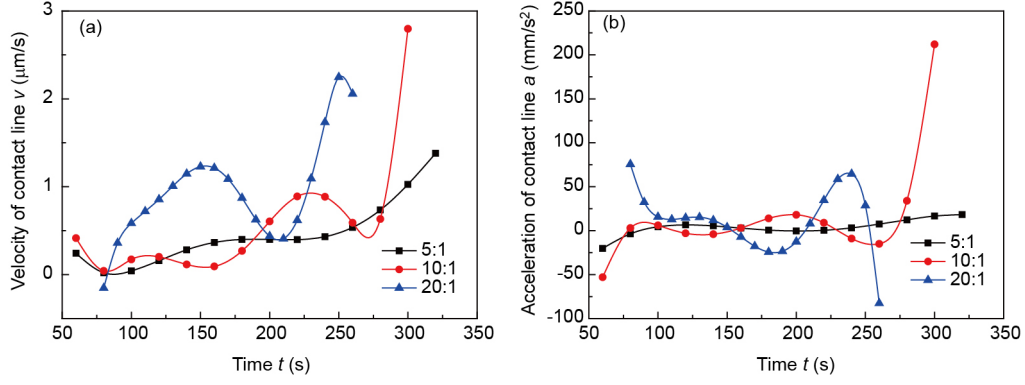 (a)
Velocity of contact line v (μm/s)
3
2
1
0
50 100 150 200 250 300 350
Time t (s)
5:1
10:1
20:1
(b)
Acceleration of contact line a (mm/s2)
250
200
150
100
50
0
-50
-100
50 100 150 200 250 300 350
Time t (s)
5:1
10:1
20:1